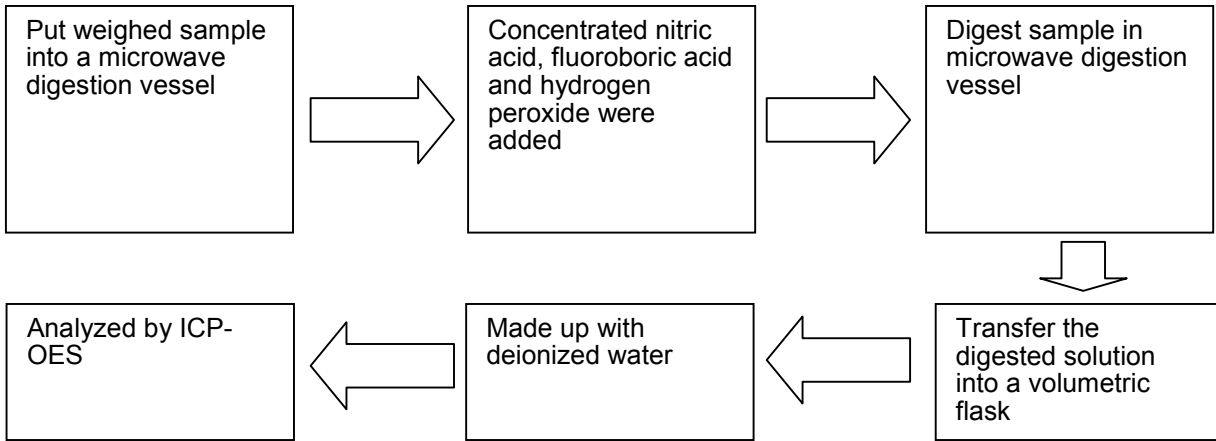 Put weighed sample
into a microwave
digestion vessel
Concentrated nitric
acid, fluoroboric acid
and hydrogen
peroxide were
added
Digest sample in
microwave digestion
vessel
Transfer the
digested solution
into a volumetric
flask
Made up with
deionized water
Analyzed by ICP-
OES